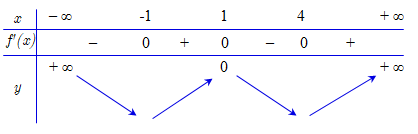 x − ∞ -1 1 4 + ∞
f'(x) − 0 + 0 − 0 +
+ ∞ 0 + ∞
y